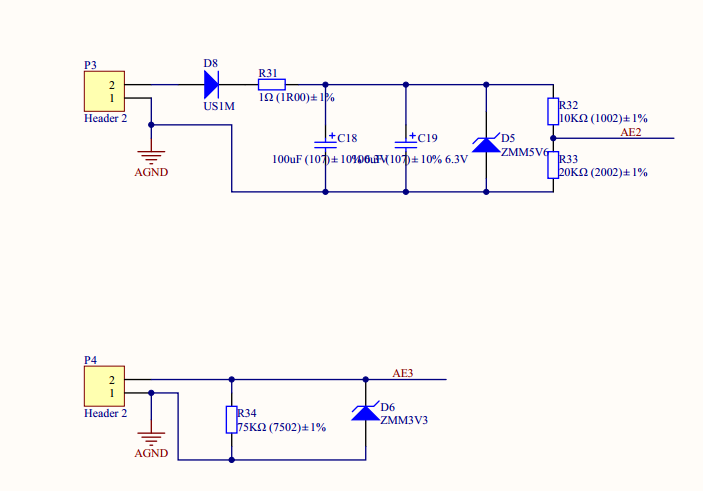 P3
2
1
Header 2
AGND
D8
US1M
R31
1Ω (1R00)±1%
C18
100uF (107)±10% 6.3V
C19
100uF (107)±10% 6.3V
D5
ZMM5V6
R32
10KΩ (1002)±1%
AE2
R33
20KΩ (2002)±1%
P4
2
1
Header 2
AGND
R34
75KΩ (7502)±1%
AE3
D6
ZMM3V3